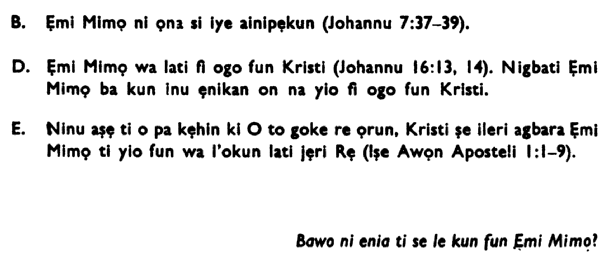 B. Ẹmi Mimọ ni ọna si iye ainipẹkun (Johannu 7:37–39).
D. Ẹmi Mimọ wa lati fi ogo fun Kristi (Johannu 16:13, 14). Nigbati Ẹmi
Mimọ ba kun inu ẹnikan on na yio fi ogo fun Kristi.
E. Ninu aṣẹ ti o pa kẹhin ki O to goke re ọrun, Kristi ṣe ileri agbara Ẹmi
Mimọ ti yio fun wa l'okun lati jẹri Rẹ (Iṣe Awọn Aposteli 1:1–9).
Bawo ni enia ti se le kun fun Ẹmi Mimọ?